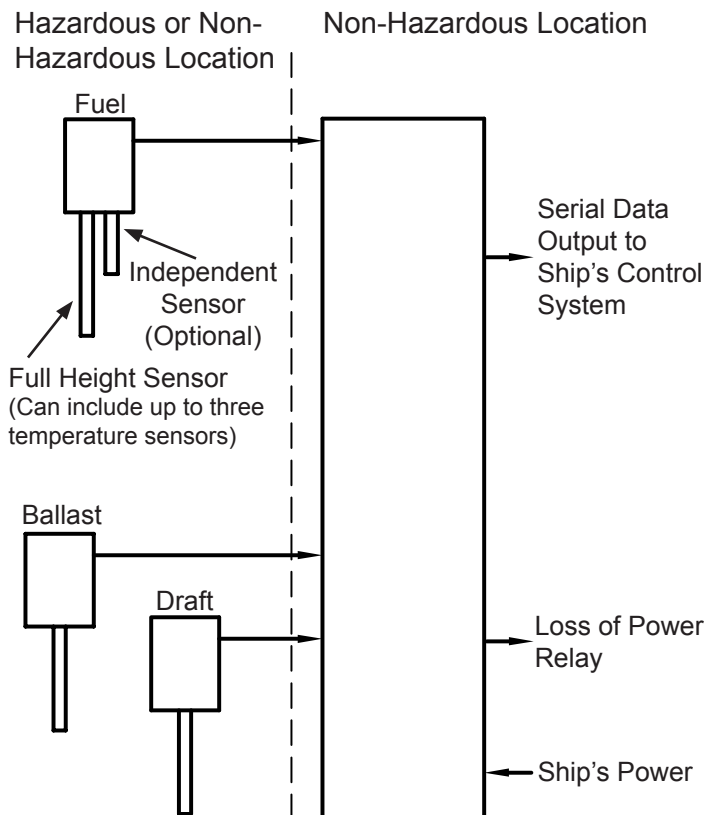 Hazardous or Non-
Hazardous Location
Non-Hazardous Location
Fuel
Independent
Sensor
(Optional)
Full Height Sensor
(Can include up to three
temperature sensors)
Serial Data
Output to
Ship's Control
System
Ballast
Draft
Loss of Power
Relay
Ship's Power